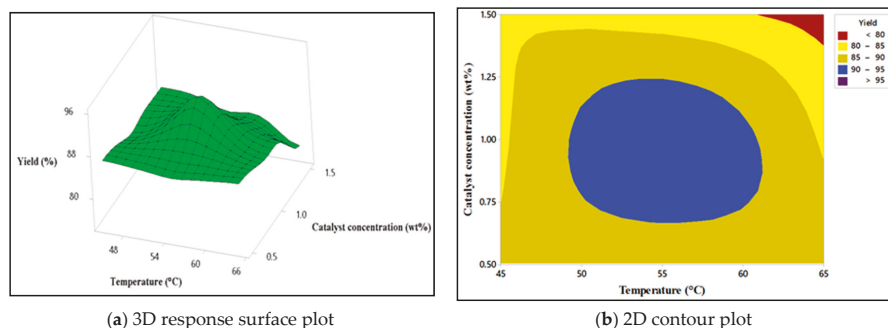 96
Yield (%)
88
80
48
54
60
66
Temperature (°C)
0.5
1.0
1.5
Catalyst concentration (wt%)
(a) 3D response surface plot
1.50
1.25
1.00
0.75
0.50
Catalyst concentration (wt%)
45 50 55 60 65
Temperature (°C)
Yield
< 80
80 – 85
85 – 90
90 – 95
> 95
(b) 2D contour plot